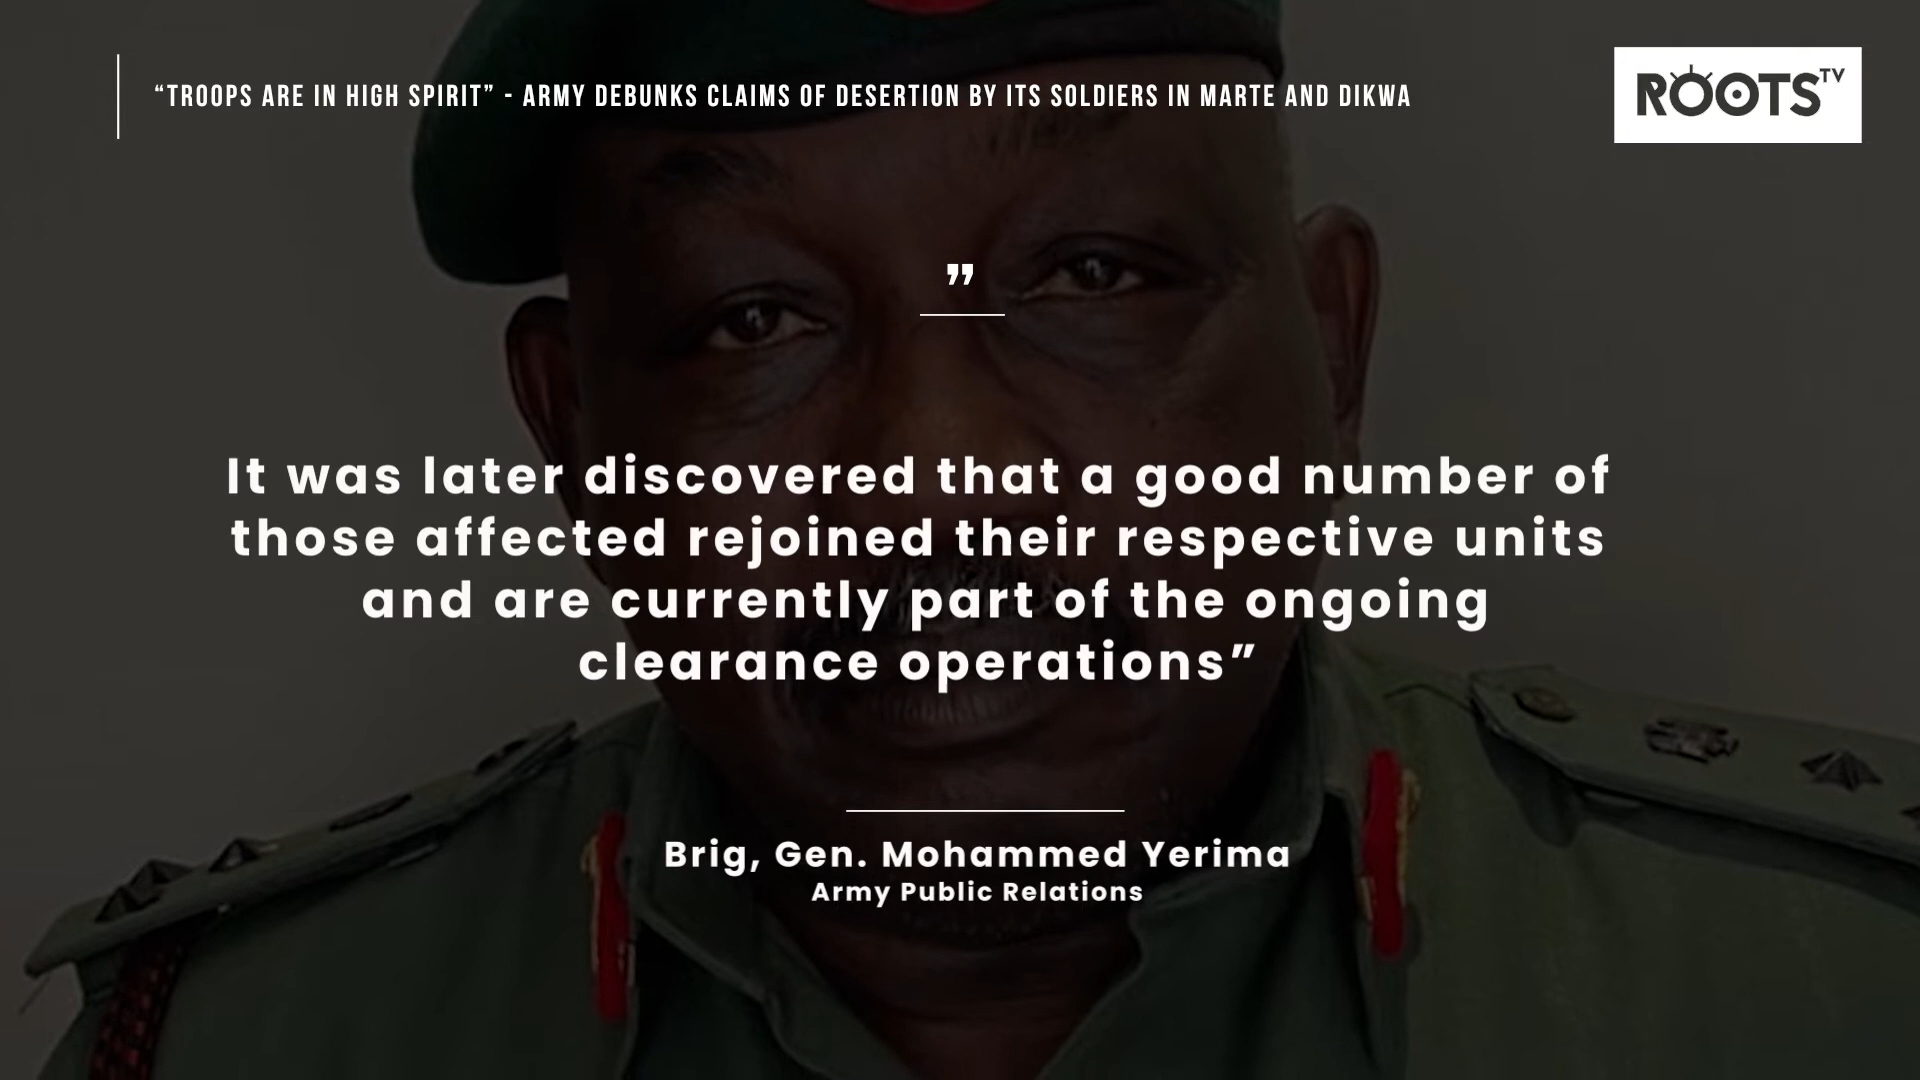 “TROOPS ARE IN HIGH SPIRIT” - ARMY DEBUNKS CLAIMS OF DESERTION BY ITS SOLDIERS IN MARTE AND DIKWA
ROOTS TV
”
It was later discovered that a good number of
those affected rejoined their respective units
and are currently part of the ongoing
clearance operations”
Brig, Gen. Mohammed Yerima
Army Public Relations